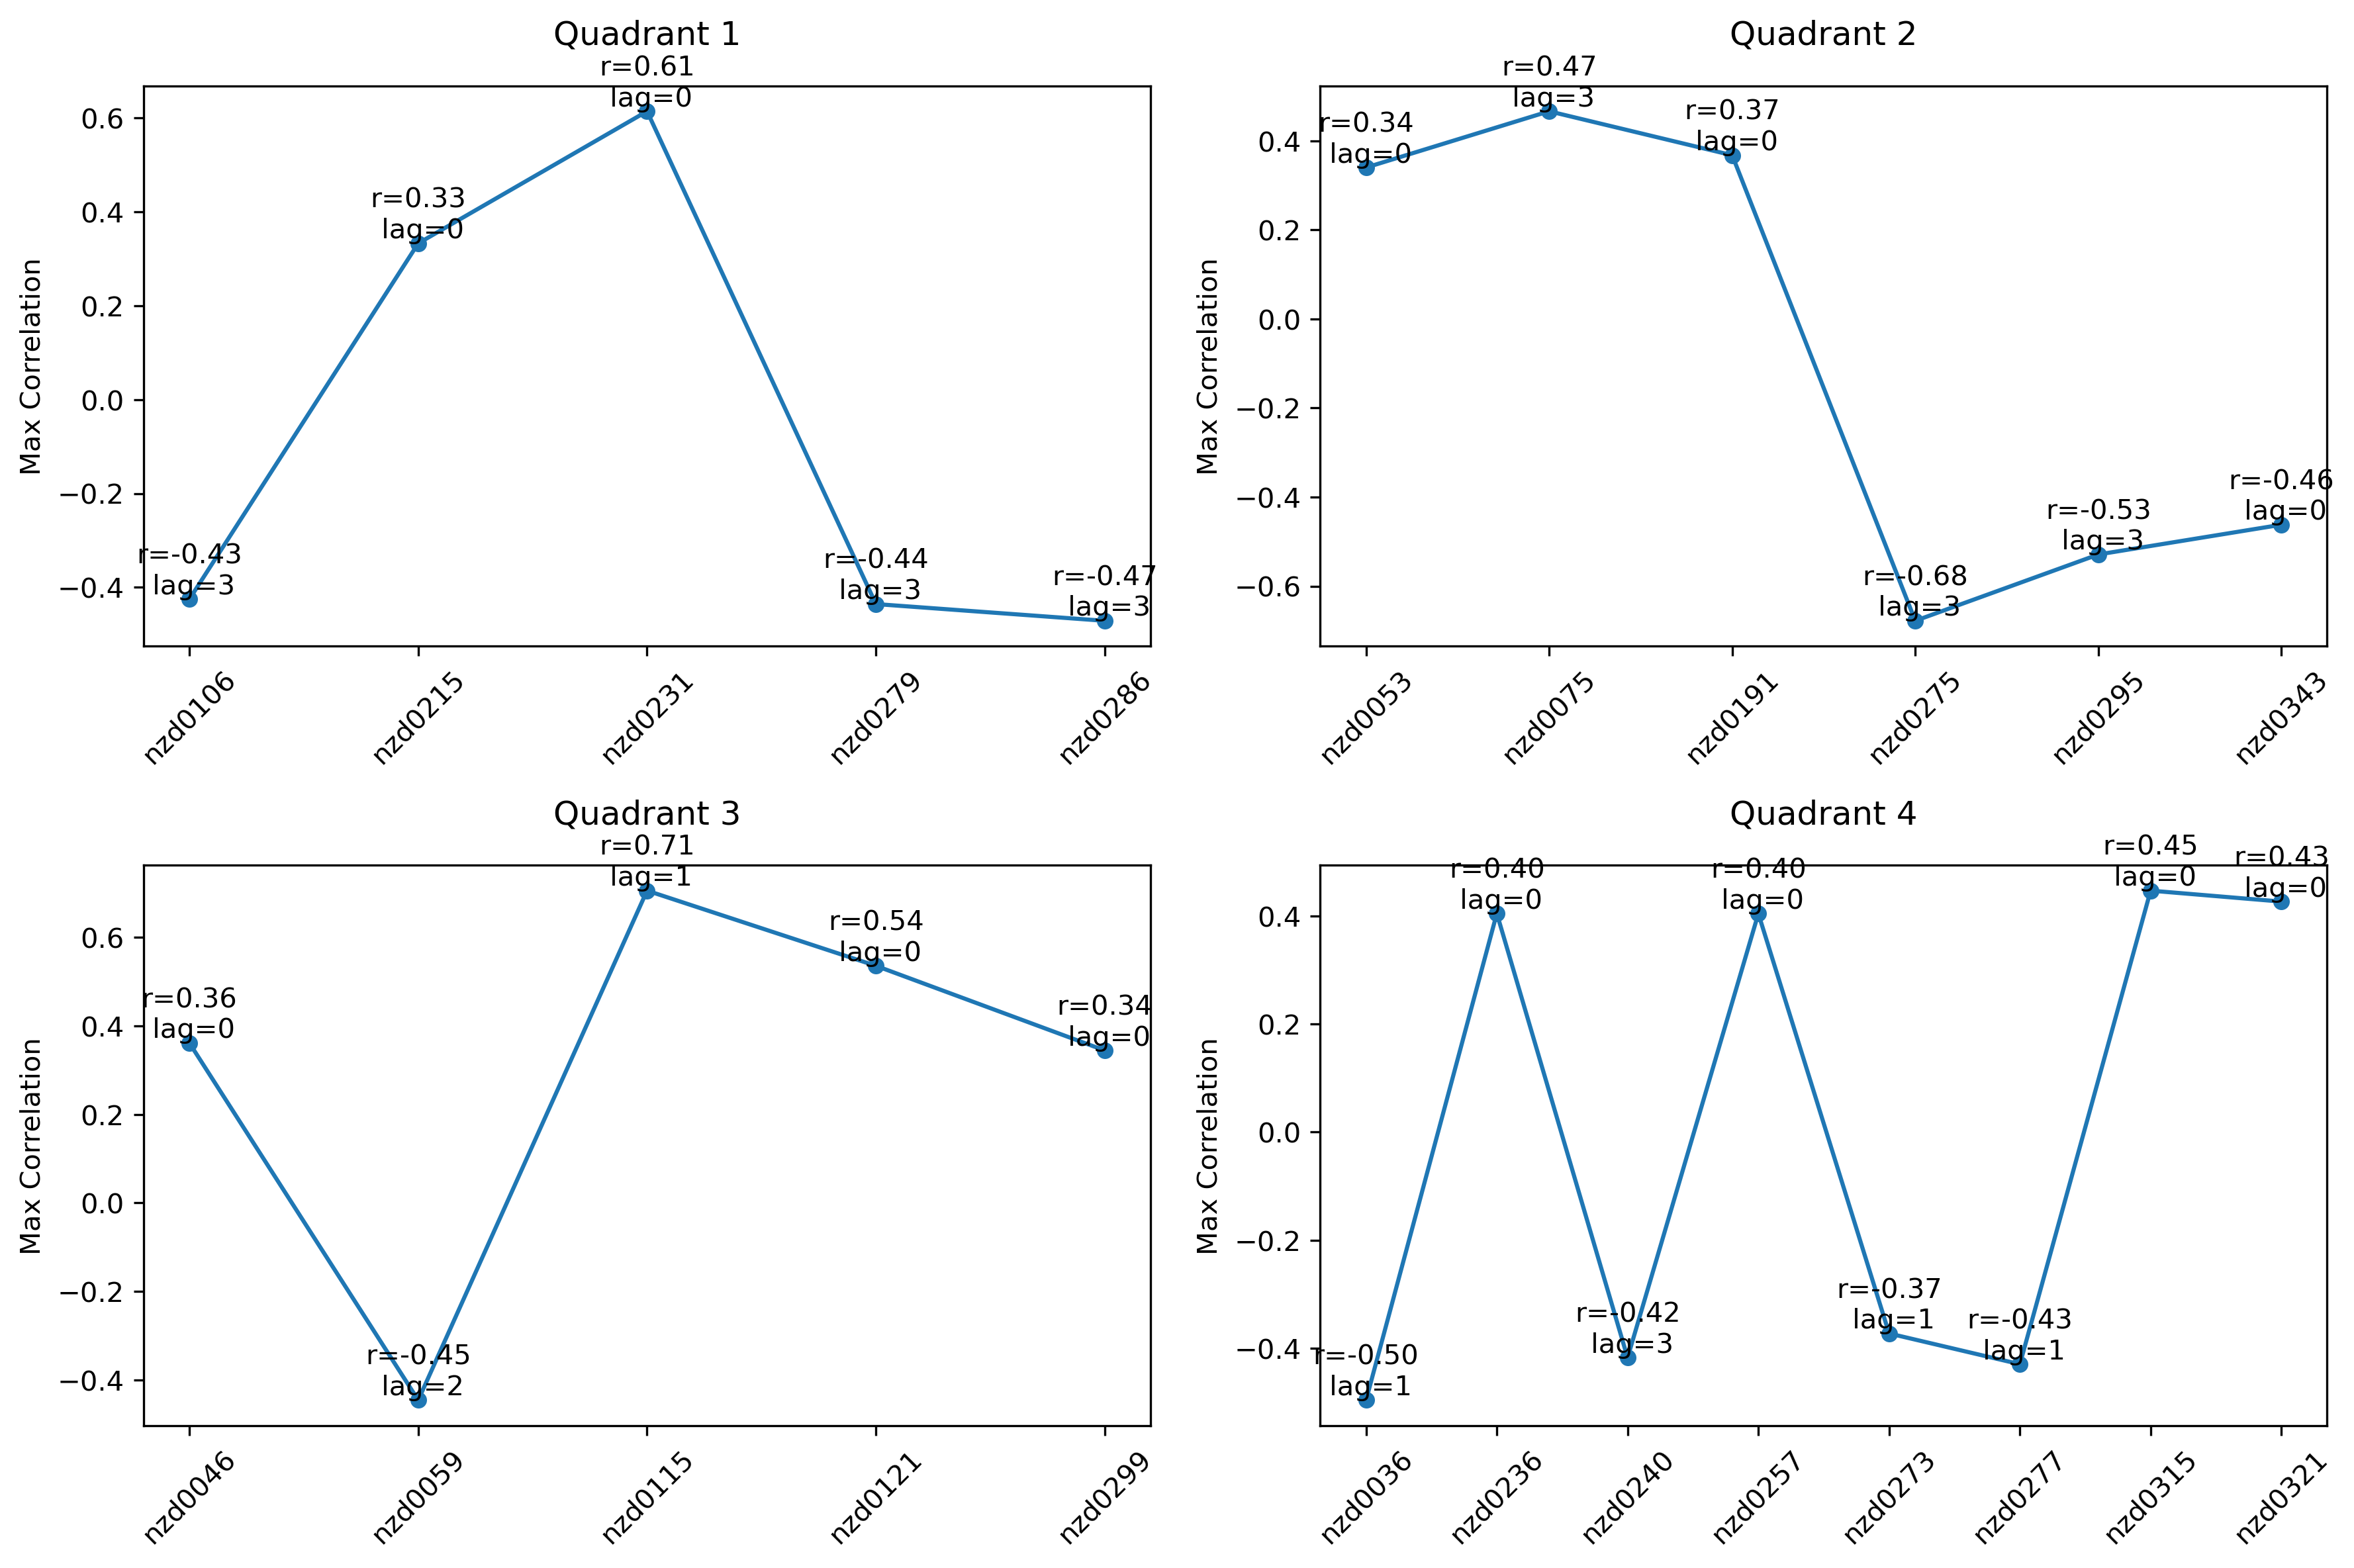 Quadrant 1
r=0.61
lag=0
r=0.33
lag=0
r=-0.43
lag=3
r=-0.44
lag=3
r=-0.47
lag=3
0.6
0.4
0.2
0.0
−0.2
−0.4
Max Correlation
nzd0106
nzd0215
nzd0231
nzd0279
nzd0286
Quadrant 2
r=0.34
lag=0
r=0.47
lag=3
r=0.37
lag=0
r=-0.68
lag=3
r=-0.53
lag=3
r=-0.46
lag=0
0.4
0.2
0.0
−0.2
−0.4
−0.6
Max Correlation
nzd0053
nzd0075
nzd0191
nzd0275
nzd0295
nzd0343
Quadrant 3
r=0.36
lag=0
r=-0.45
lag=2
r=0.71
lag=1
r=0.54
lag=0
r=0.34
lag=0
0.6
0.4
0.2
0.0
−0.2
−0.4
Max Correlation
nzd0046
nzd0059
nzd0115
nzd0121
nzd0299
Quadrant 4
r=-0.50
lag=1
r=0.40
lag=0
r=-0.42
lag=3
r=0.40
lag=0
r=-0.37
lag=1
r=-0.43
lag=1
r=0.45
lag=0
r=0.43
lag=0
0.4
0.2
0.0
−0.2
−0.4
Max Correlation
nzd0036
nzd0236
nzd0240
nzd0257
nzd0273
nzd0277
nzd0315
nzd0321